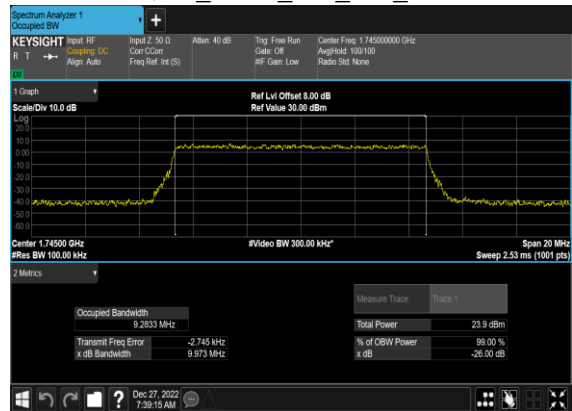 Spectrum Analyzer 1
Occupied BW
+
KEYSIGHT Input: RF Input Z: 50 Ω Atten: 40 dB Trig: Free Run Center Freq: 1.745000000 GHz
R T Coupling: DC Corr CCorr Gate: Off Avg|Hold: 100/100
Align: Auto Freq Ref: Int (S) #IF Gain: Low Radio Std: None
LW
1 Graph
Ref Lvl Offset 8.00 dB
Scale/Div 10.0 dB Ref Value 30.00 dBm
Log
20.0
10.0
0.00
-10.0
-20.0
-30.0
-40.0
-50.0
-60.0
Center 1.74500 GHz #Video BW 300.00 kHz* Span 20 MHz
#Res BW 100.00 kHz Sweep 2.53 ms (1001 pts)
2 Metrics
Measure Trace Trace 1
Occupied Bandwidth
9.2833 MHz Total Power 23.9 dBm
Transmit Freq Error -2.745 kHz % of OBW Power 99.00 %
x dB Bandwidth 9.973 MHz x dB -26.00 dB
? Dec 27, 2022
7:39:15 AM